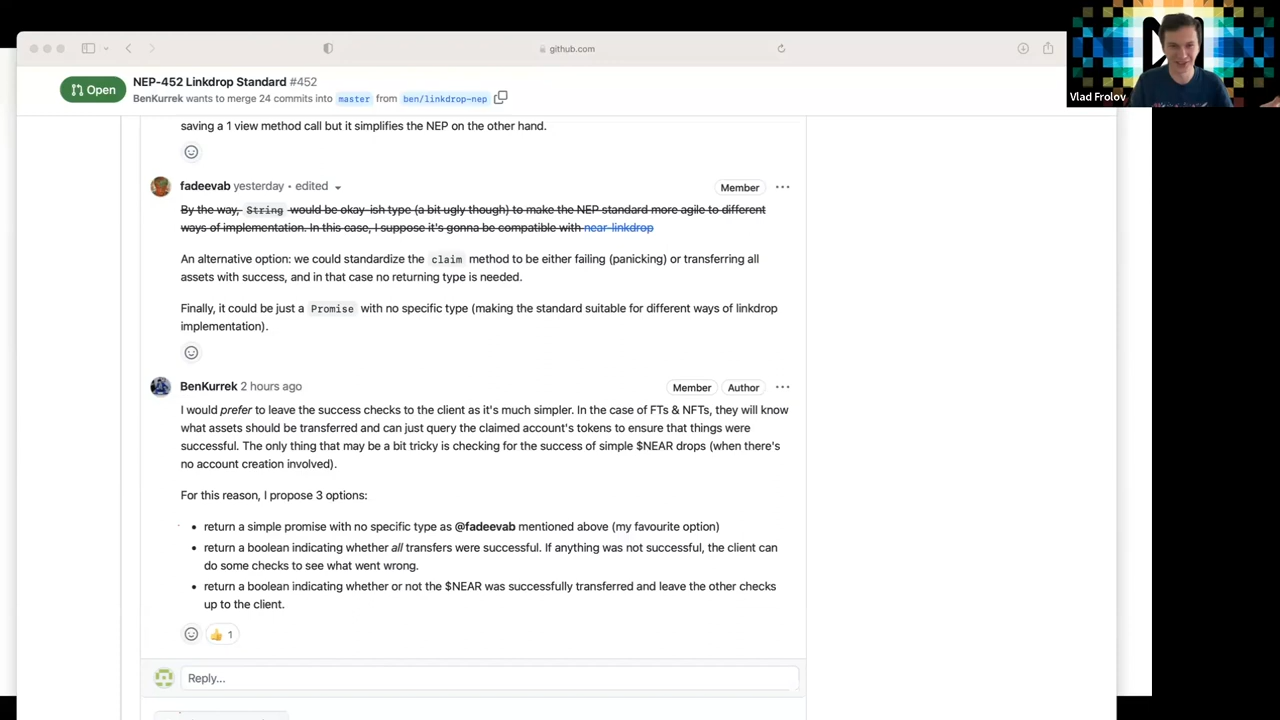 github.com
Vlad Frolov
Open
NEP-452 Linkdrop Standard #452
BenKurrek wants to merge 24 commits into master from ben/linkdrop-nep
saving a 1 view method call but it simplifies the NEP on the other hand.
fadeevab yesterday • edited
Member
By the way, String would be okay-ish type (a bit ugly though) to make the NEP standard more agile to different
ways of implementation. In this case, I suppose it's gonna be compatible with near-linkdrop
An alternative option: we could standardize the claim method to be either failing (panicking) or transferring all
assets with success, and in that case no returning type is needed.
Finally, it could be just a Promise with no specific type (making the standard suitable for different ways of linkdrop
implementation).
BenKurrek 2 hours ago
Member Author
I would prefer to leave the success checks to the client as it's much simpler. In the case of FTs & NFTs, they will know
what assets should be transferred and can just query the claimed account's tokens to ensure that things were
successful. The only thing that may be a bit tricky is checking for the success of simple $NEAR drops (when there's
no account creation involved).
For this reason, I propose 3 options:
• return a simple promise with no specific type as @fadeevab mentioned above (my favourite option)
• return a boolean indicating whether all transfers were successful. If anything was not successful, the client can
do some checks to see what went wrong.
• return a boolean indicating whether or not the $NEAR was successfully transferred and leave the other checks
up to the client.
👍 1
Reply...